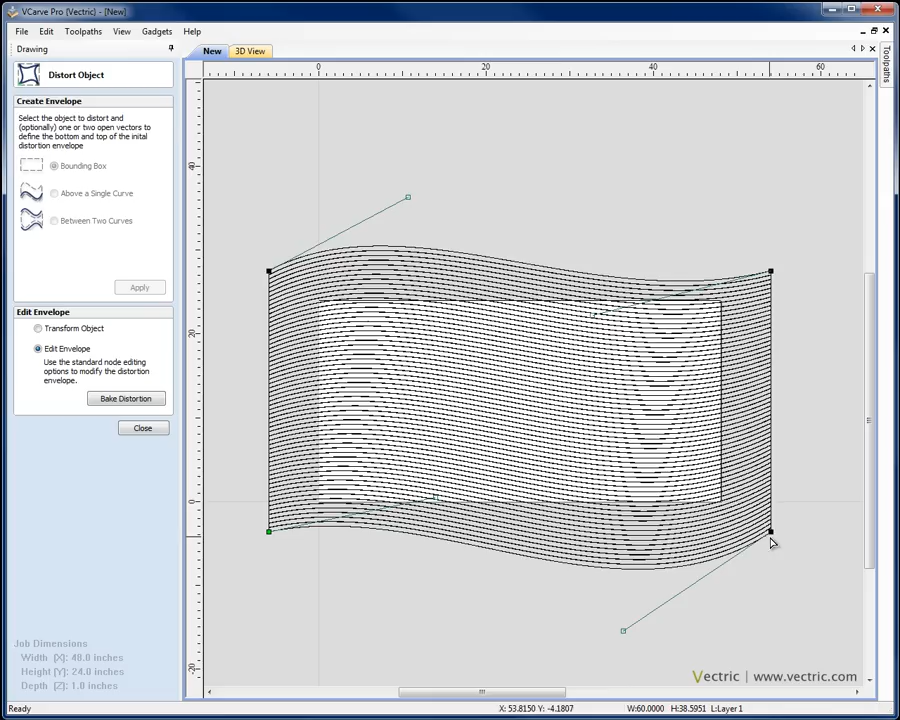 VCarve Pro (Vectric) - [New]
File Edit Toolpaths View Gadgets Help
Drawing
New 3D View
Toolpaths
Distort Object
Create Envelope
Select the object to distort and
(optionally) one or two open vectors to
define the bottom and top of the inital
distortion envelope
Bounding Box
Above a Single Curve
Between Two Curves
Apply
Edit Envelope
Transform Object
Edit Envelope
Use the standard node editing
options to modify the distortion
envelope.
Bake Distortion
Close
0 20 40 60
40
20
0
-20
Job Dimensions
Width (X): 48.0 inches
Height (Y): 24.0 inches
Depth (Z): 1.0 inches
Vectric | www.vectric.com
Ready X: 53.8150 Y: -4.1807 W:60.0000 H:38.5951 L:Layer 1